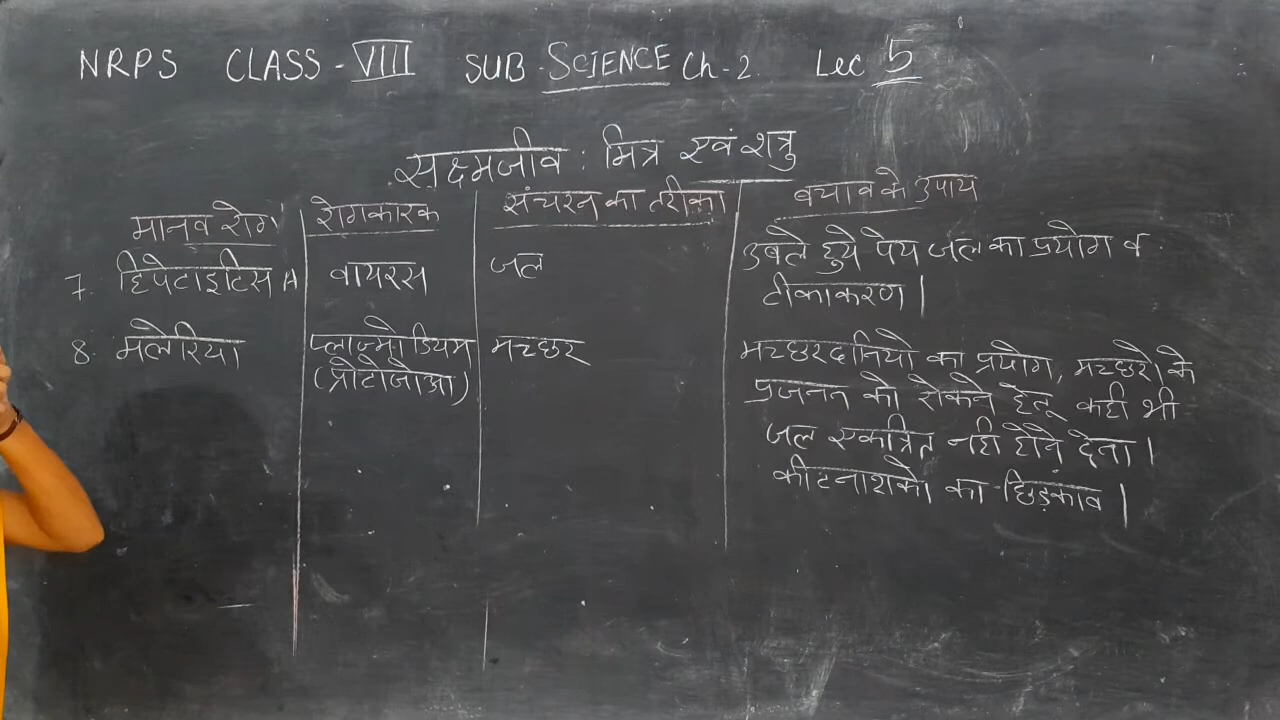 NRPS CLASS - VIII SUB - SCIENCE Ch-2. Lec 5
सूक्ष्मजीव : मित्र एवं शत्रु
मानव रोग रोगकारक संचरन का तरीका बचाव के उपाय
7. हिपेटाइटिस A वायरस जल उबले हुये पेय जल का प्रयोग व
टीकाकरण।
8. मलेरिया प्लाज्मोडियम मच्छर मच्छरदानियो का प्रयोग, मच्छरो के
(प्रोटोजोआ) प्रजनन को रोकने हेतू कही भी
जल एकत्रित नही होने देना।
कीटनाशको का छिड़काव।